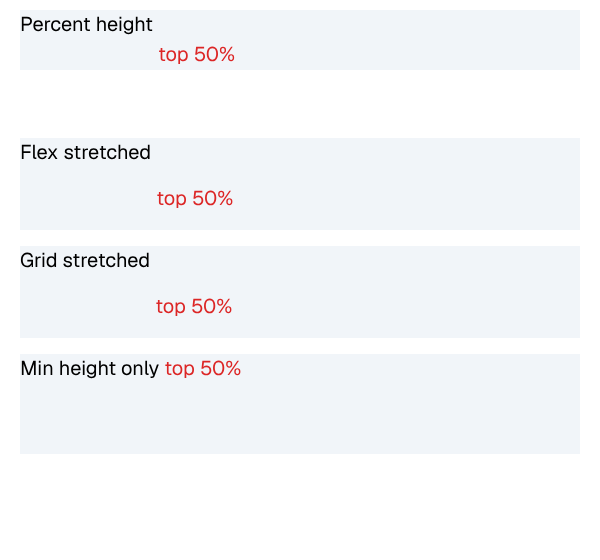 Percent height
top 50%
Flex stretched
top 50%
Grid stretched
top 50%
Min height only top 50%